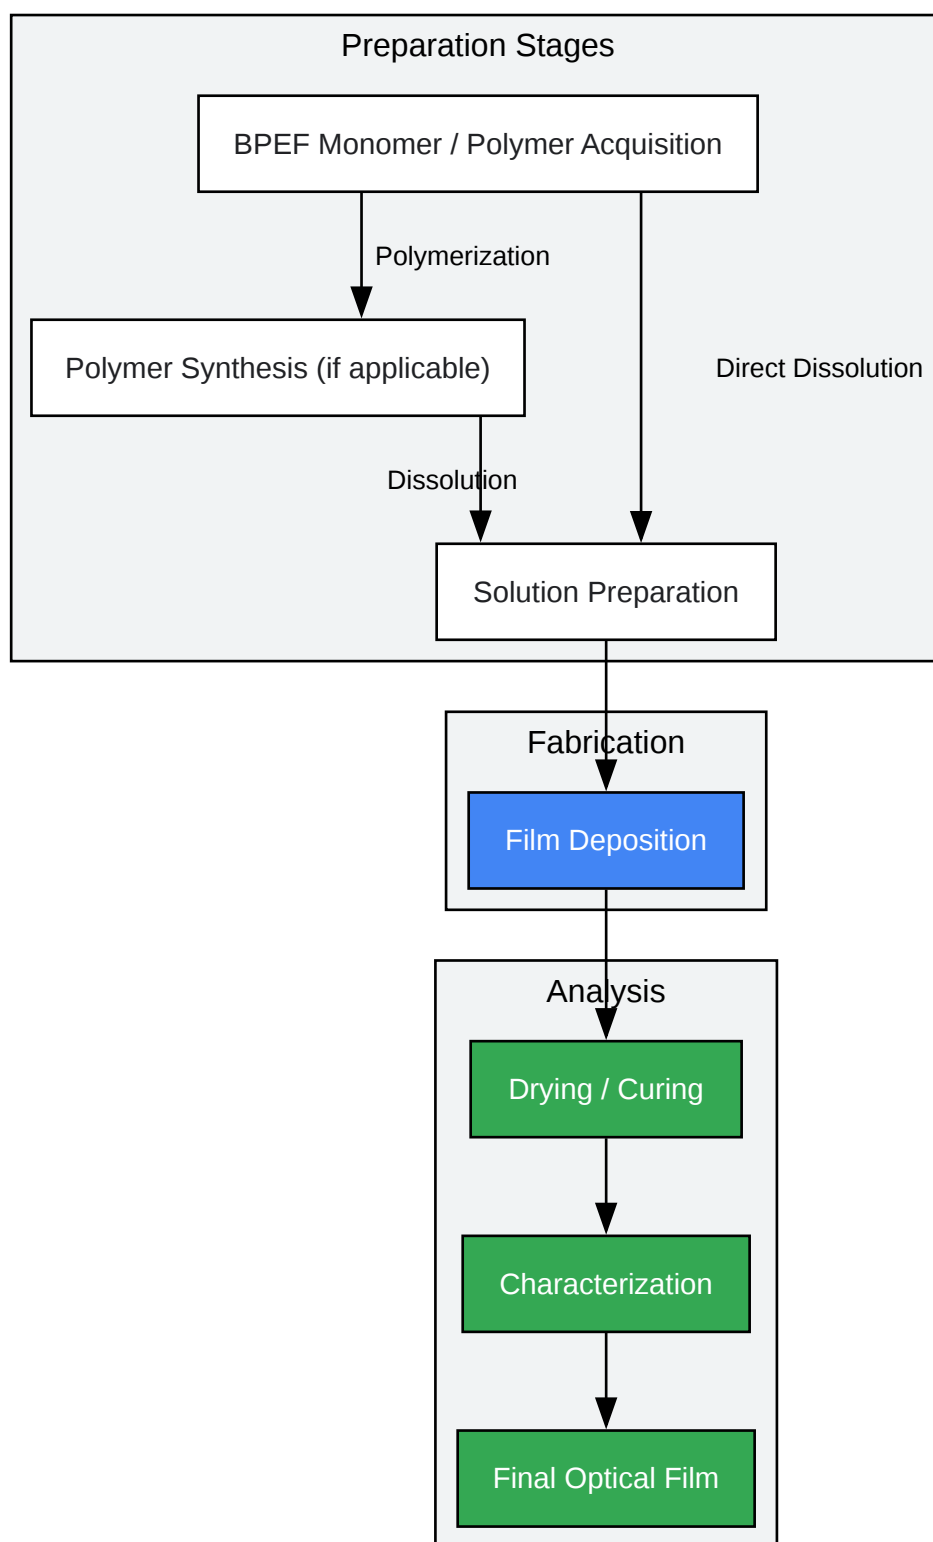 Preparation Stages
BPEF Monomer / Polymer Acquisition
Polymerization
Polymer Synthesis (if applicable)
Direct Dissolution
Dissolution
Solution Preparation
Fabrication
Film Deposition
Analysis
Drying / Curing
Characterization
Final Optical Film